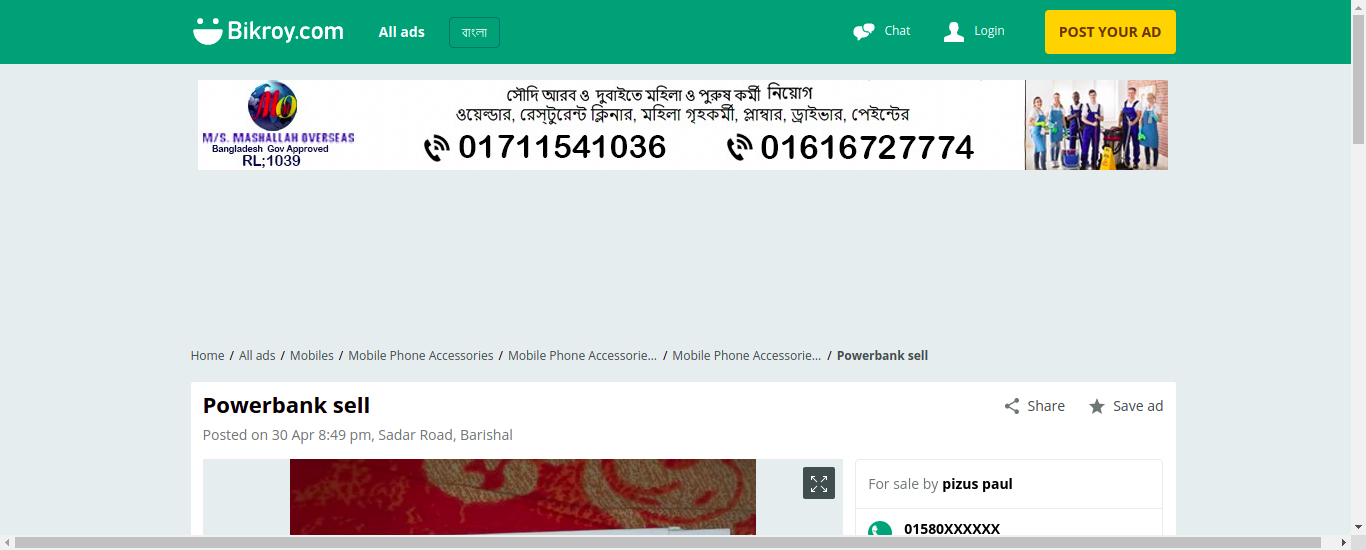 Bikroy.com All ads বাংলা Chat Login POST YOUR AD
MO
M/S. MASHALLAH OVERSEAS
Bangladesh Gov Approved
RL;1039
সৌদি আরব ও দুবাইতে মহিলা ও পুরুষ কর্মী নিয়োগ
ওয়েল্ডার, রেস্টুরেন্ট ক্লিনার, মহিলা গৃহকর্মী, প্লাম্বার, ড্রাইভার, পেইন্টের
01711541036 01616727774
Home / All ads / Mobiles / Mobile Phone Accessories / Mobile Phone Accessorie... / Mobile Phone Accessorie... / Powerbank sell
Powerbank sell Share Save ad
Posted on 30 Apr 8:49 pm, Sadar Road, Barishal
For sale by pizus paul
01580XXXXXX